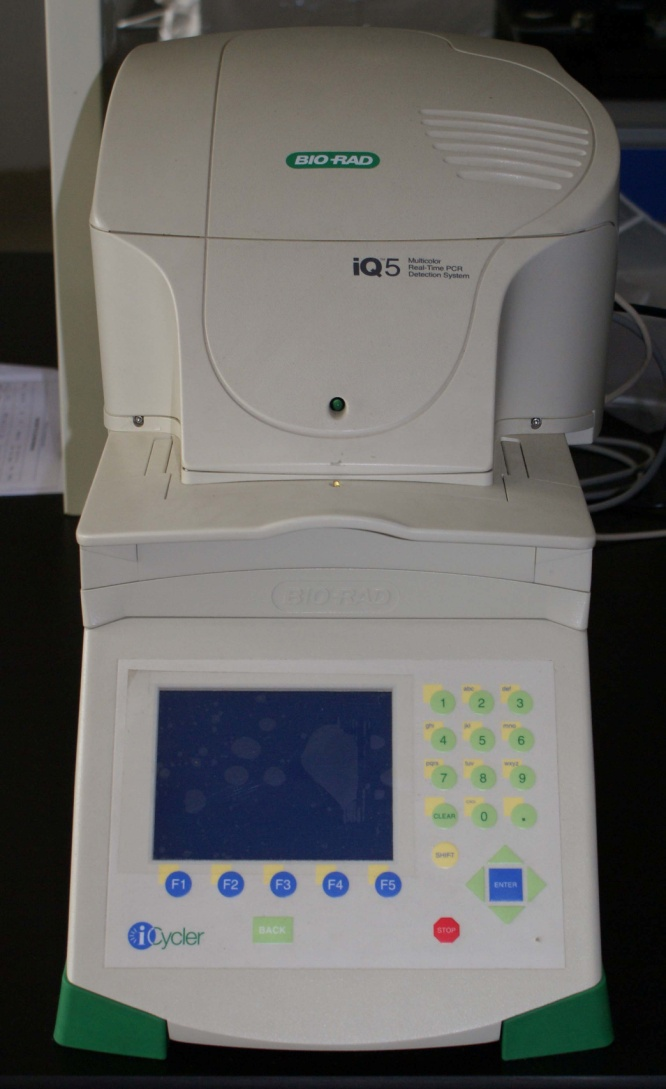 BIO-RAD
iQ™5 Multicolor
Real-Time PCR
Detection System
BIO-RAD
1 2 3
4 5 6
7 8 9
CLEAR 0 .
SHIFT
F1 F2 F3 F4 F5
ENTER
iCycler
BACK
STOP